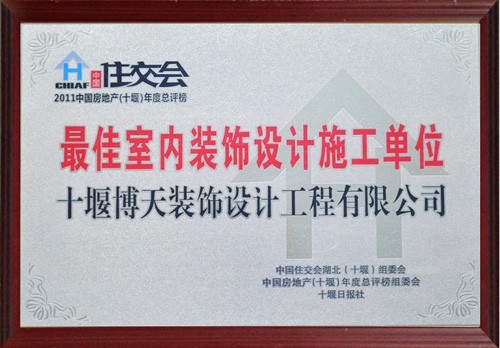 CHIAF 中国 住交会
2011中国房地产(十堰)年度总评榜
最佳室内装饰设计施工单位
十堰博天装饰设计工程有限公司
中国住交会湖北(十堰)组委会
中国房地产(十堰)年度总评榜组委会
十堰日报社